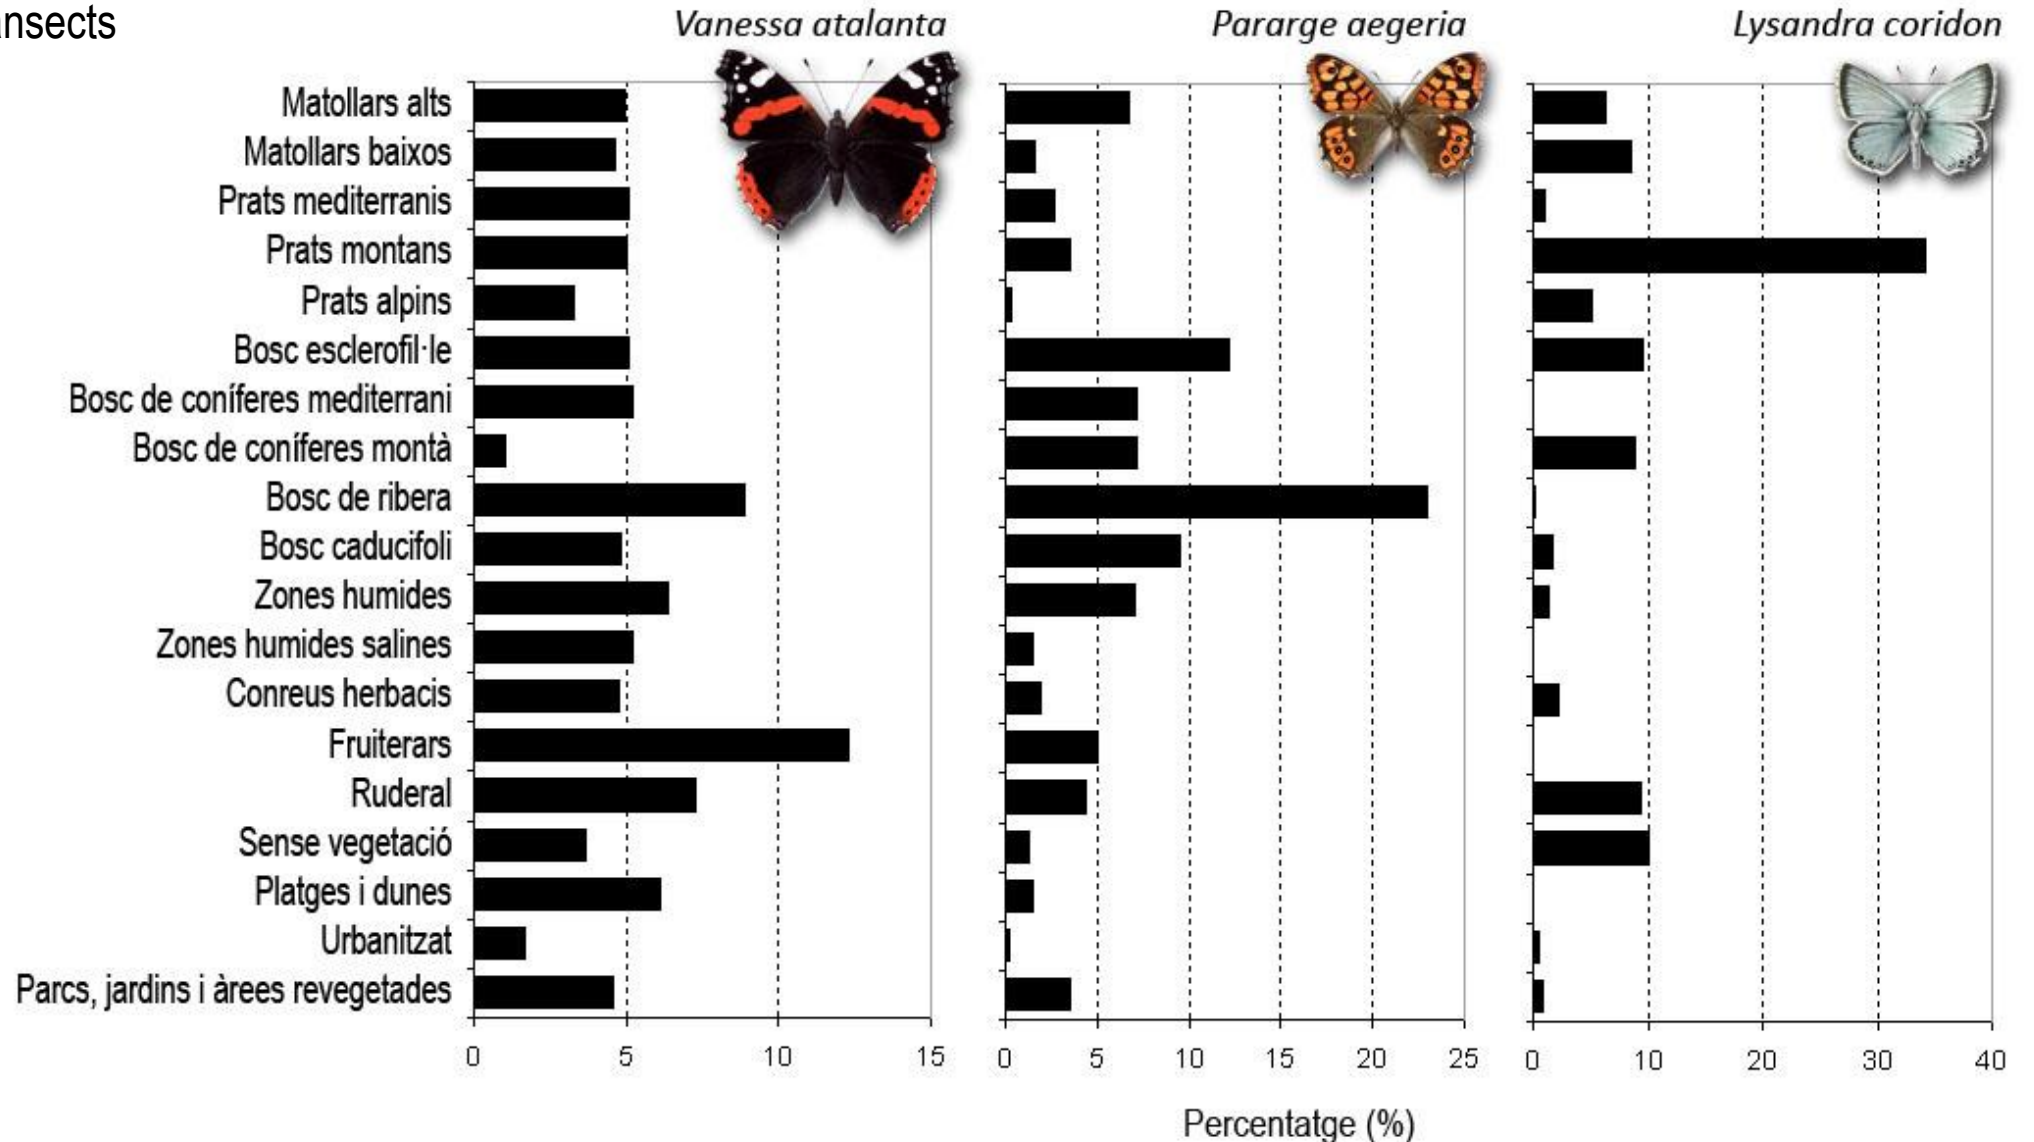 Vanessa atalanta
Pararge aegeria
Lysandra coridon
Matollars alts
Matollars baixos
Prats mediterranis
Prats montans
Prats alpins
Bosc esclerofil·le
Bosc de coníferes mediterrani
Bosc de coníferes montà
Bosc de ribera
Bosc caducifoli
Zones humides
Zones humides salines
Conreus herbacis
Fruiterars
Ruderal
Sense vegetació
Platges i dunes
Urbanitzat
Parcs, jardins i àrees revegetades
0 5 10 15
0 5 10 15 20 25
0 10 20 30 40
Percentatge (%)